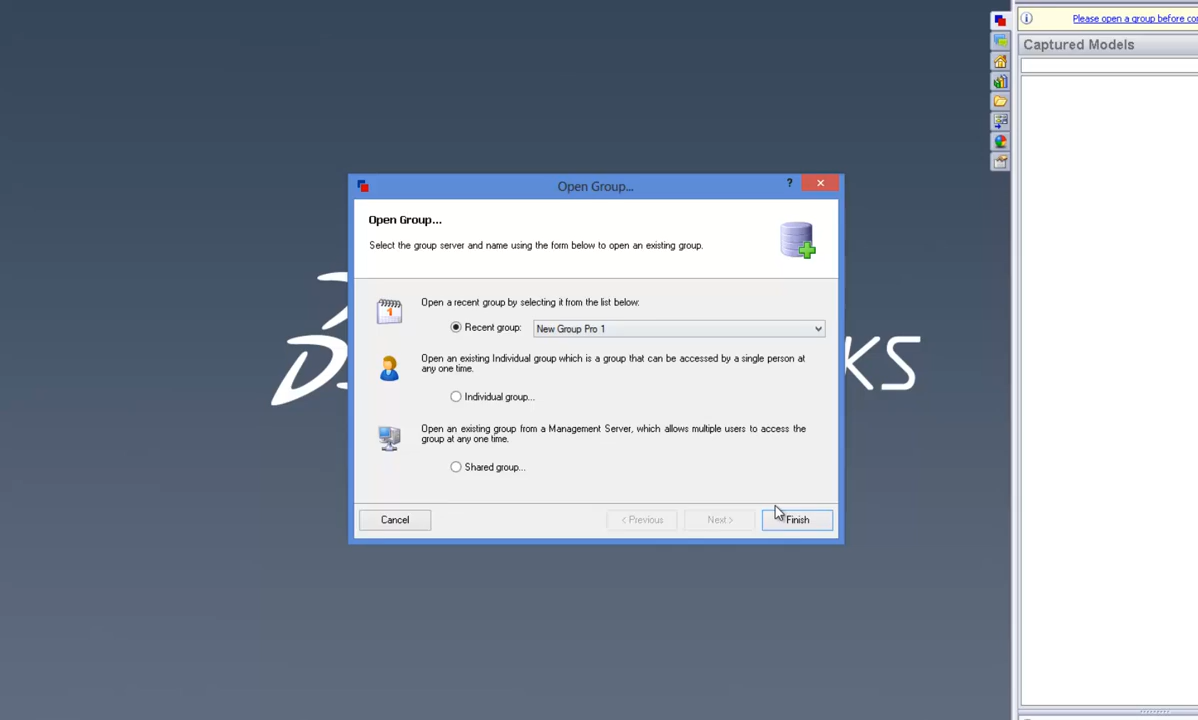 Please open a group before co
Captured Models
Open Group...
Open Group...
Select the group server and name using the form below to open an existing group.
Open a recent group by selecting it from the list below:
Recent group: New Group Pro 1
Open an existing Individual group which is a group that can be accessed by a single person at
any one time.
Individual group...
Open an existing group from a Management Server, which allows multiple users to access the
group at any one time.
Shared group...
Cancel
< Previous
Next >
Finish
KS